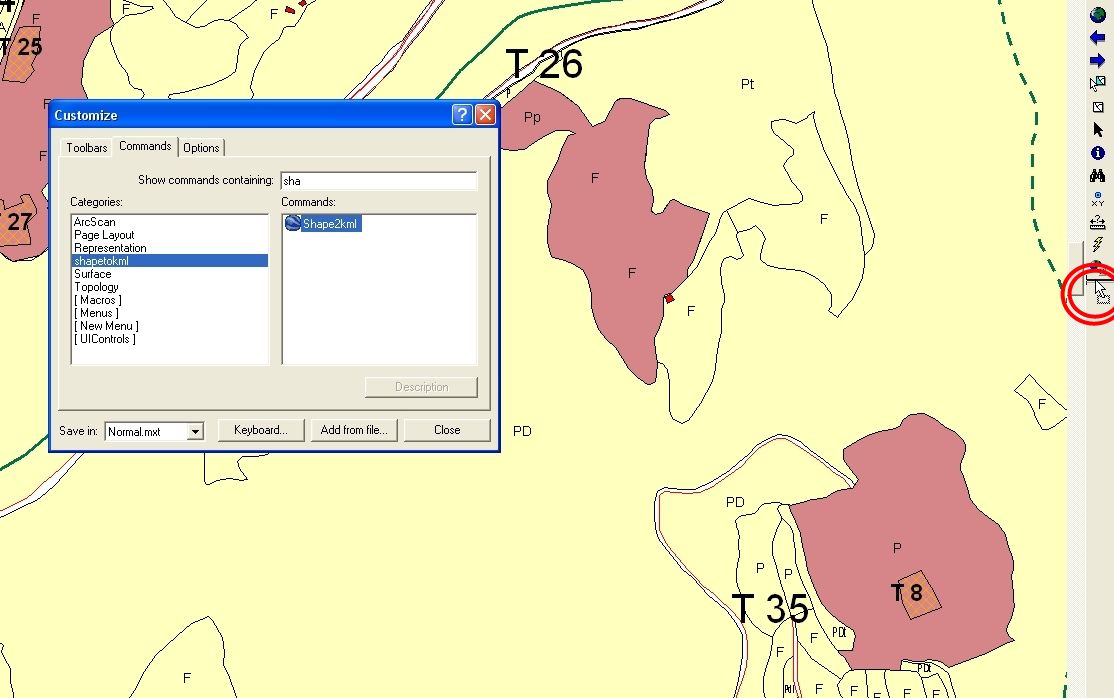 F
F
F
A
T 25
T 26
P
Pt
Pp
F
F
Customize
Toolbars
Commands
Options
Show commands containing:
sha
Categories:
Commands:
ArcScan
Page Layout
Representation
shapetokml
Surface
Topology
[ Macros ]
[ Menus ]
[ New Menu ]
[ UIControls ]
Shape2kml
Description
Save in:
Normal.mxt
Keyboard...
Add from file...
Close
27
F
F
F
F
XY
F
PD
PD
P
P
P
T 8
T 35
F
PDt
F
PDt
F
F
F
F
F
F